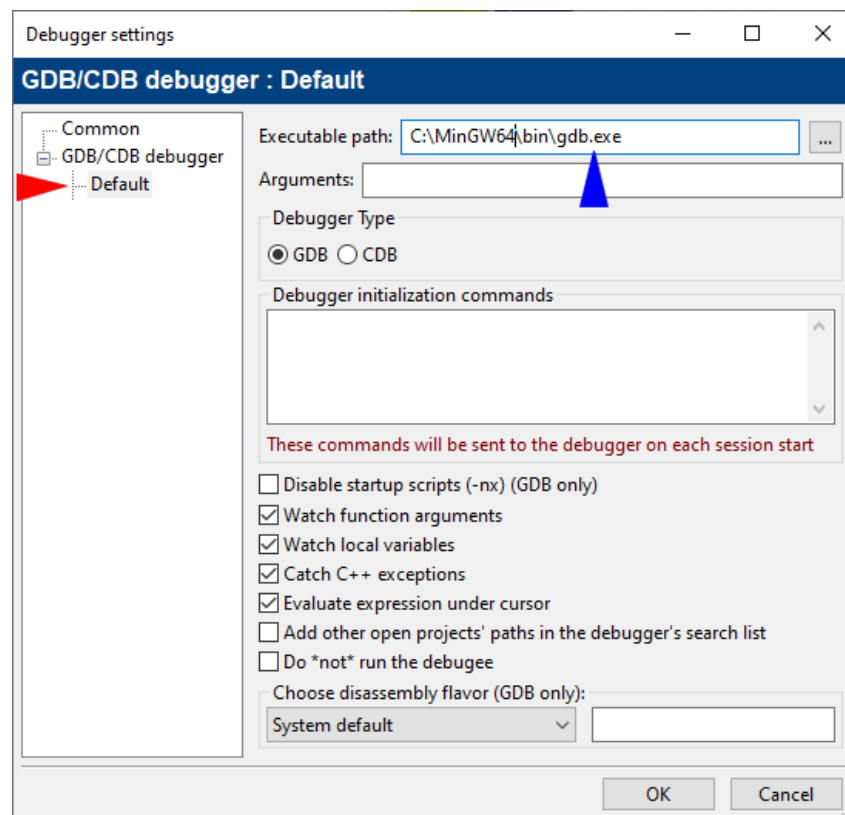 Debugger settings
GDB/CDB debugger : Default
Common
GDB/CDB debugger
Default
Executable path: C:\MinGW64\bin\gdb.exe ...
Arguments:
Debugger Type
GDB CDB
Debugger initialization commands
These commands will be sent to the debugger on each session start
Disable startup scripts (-nx) (GDB only)
Watch function arguments
Watch local variables
Catch C++ exceptions
Evaluate expression under cursor
Add other open projects' paths in the debugger's search list
Do *not* run the debugee
Choose disassembly flavor (GDB only):
System default
OK Cancel